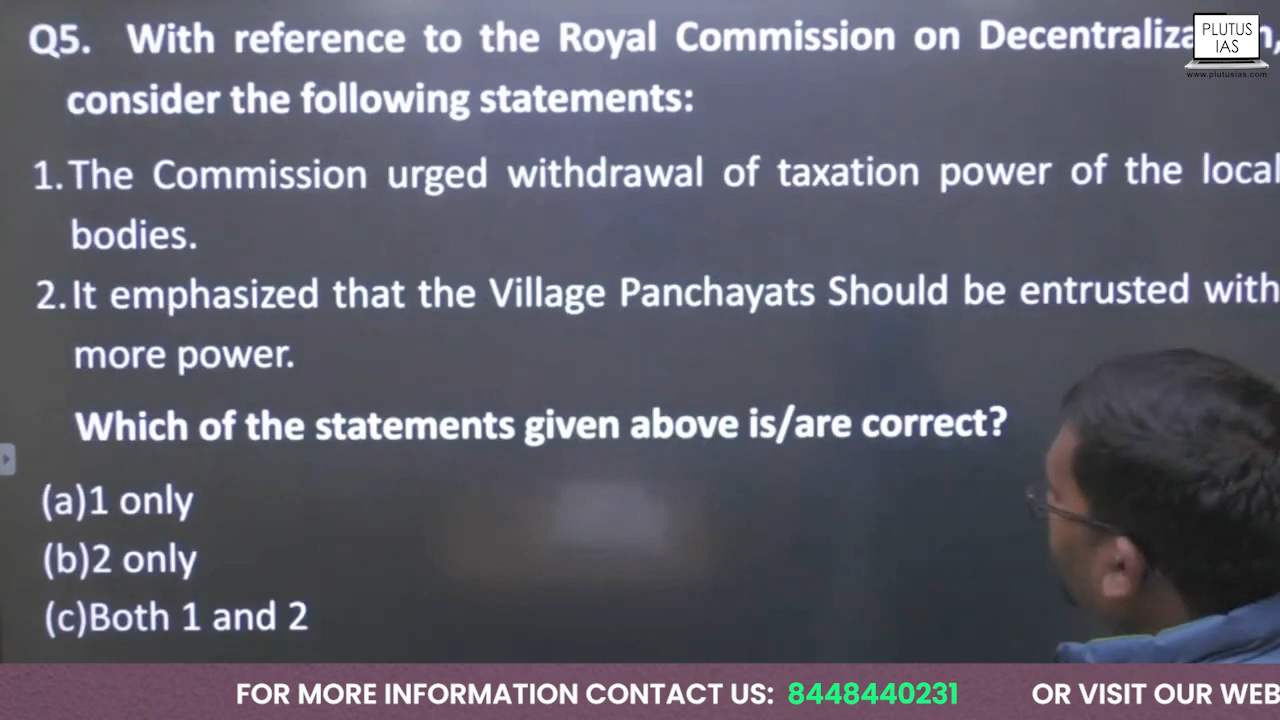 Q5. With reference to the Royal Commission on
PLUTUS
IAS
www.plutusias.com
consider the following statements:
1. The Commission urged withdrawal of taxation power of the local
bodies.
2. It emphasized that the Village Panchayats Should be entrusted with
more power.
Which of the statements given above is/are correct?
(a)1 only
(b)2 only
(c)Both 1 and 2
FOR MORE INFORMATION CONTACT US: 8448440231 OR VISIT OUR WEB